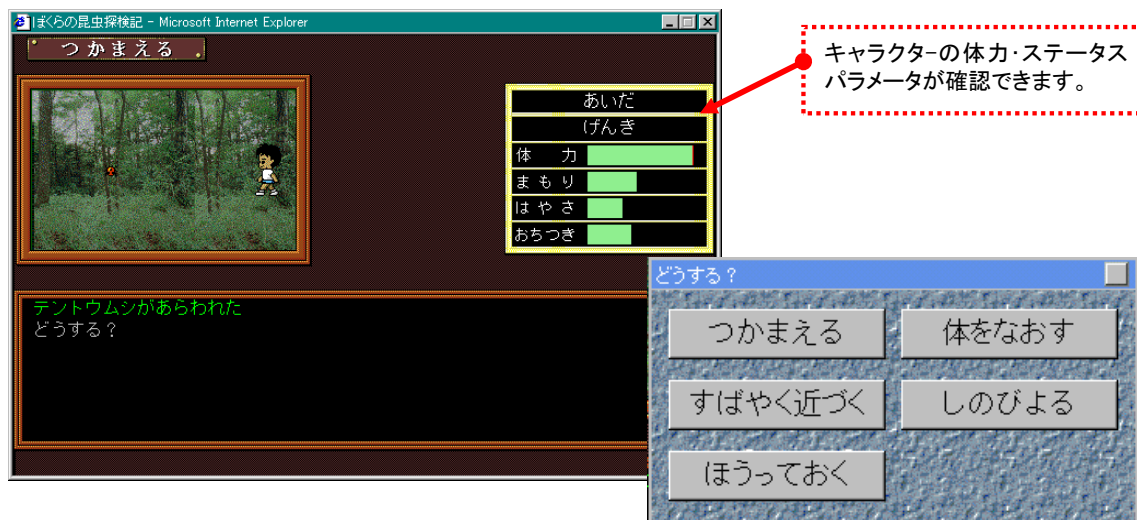 ぼくらの昆虫探検記 - Microsoft Internet Explorer
つかまえる
キャラクターの体力・ステータス
パラメータが確認できます。
あいだ
げんき
体 力
まもり
はやさ
おちつき
テントウムシがあらわれた
どうする？
どうする？
つかまえる
体をなおす
すばやく近づく
しのびよる
ほうっておく